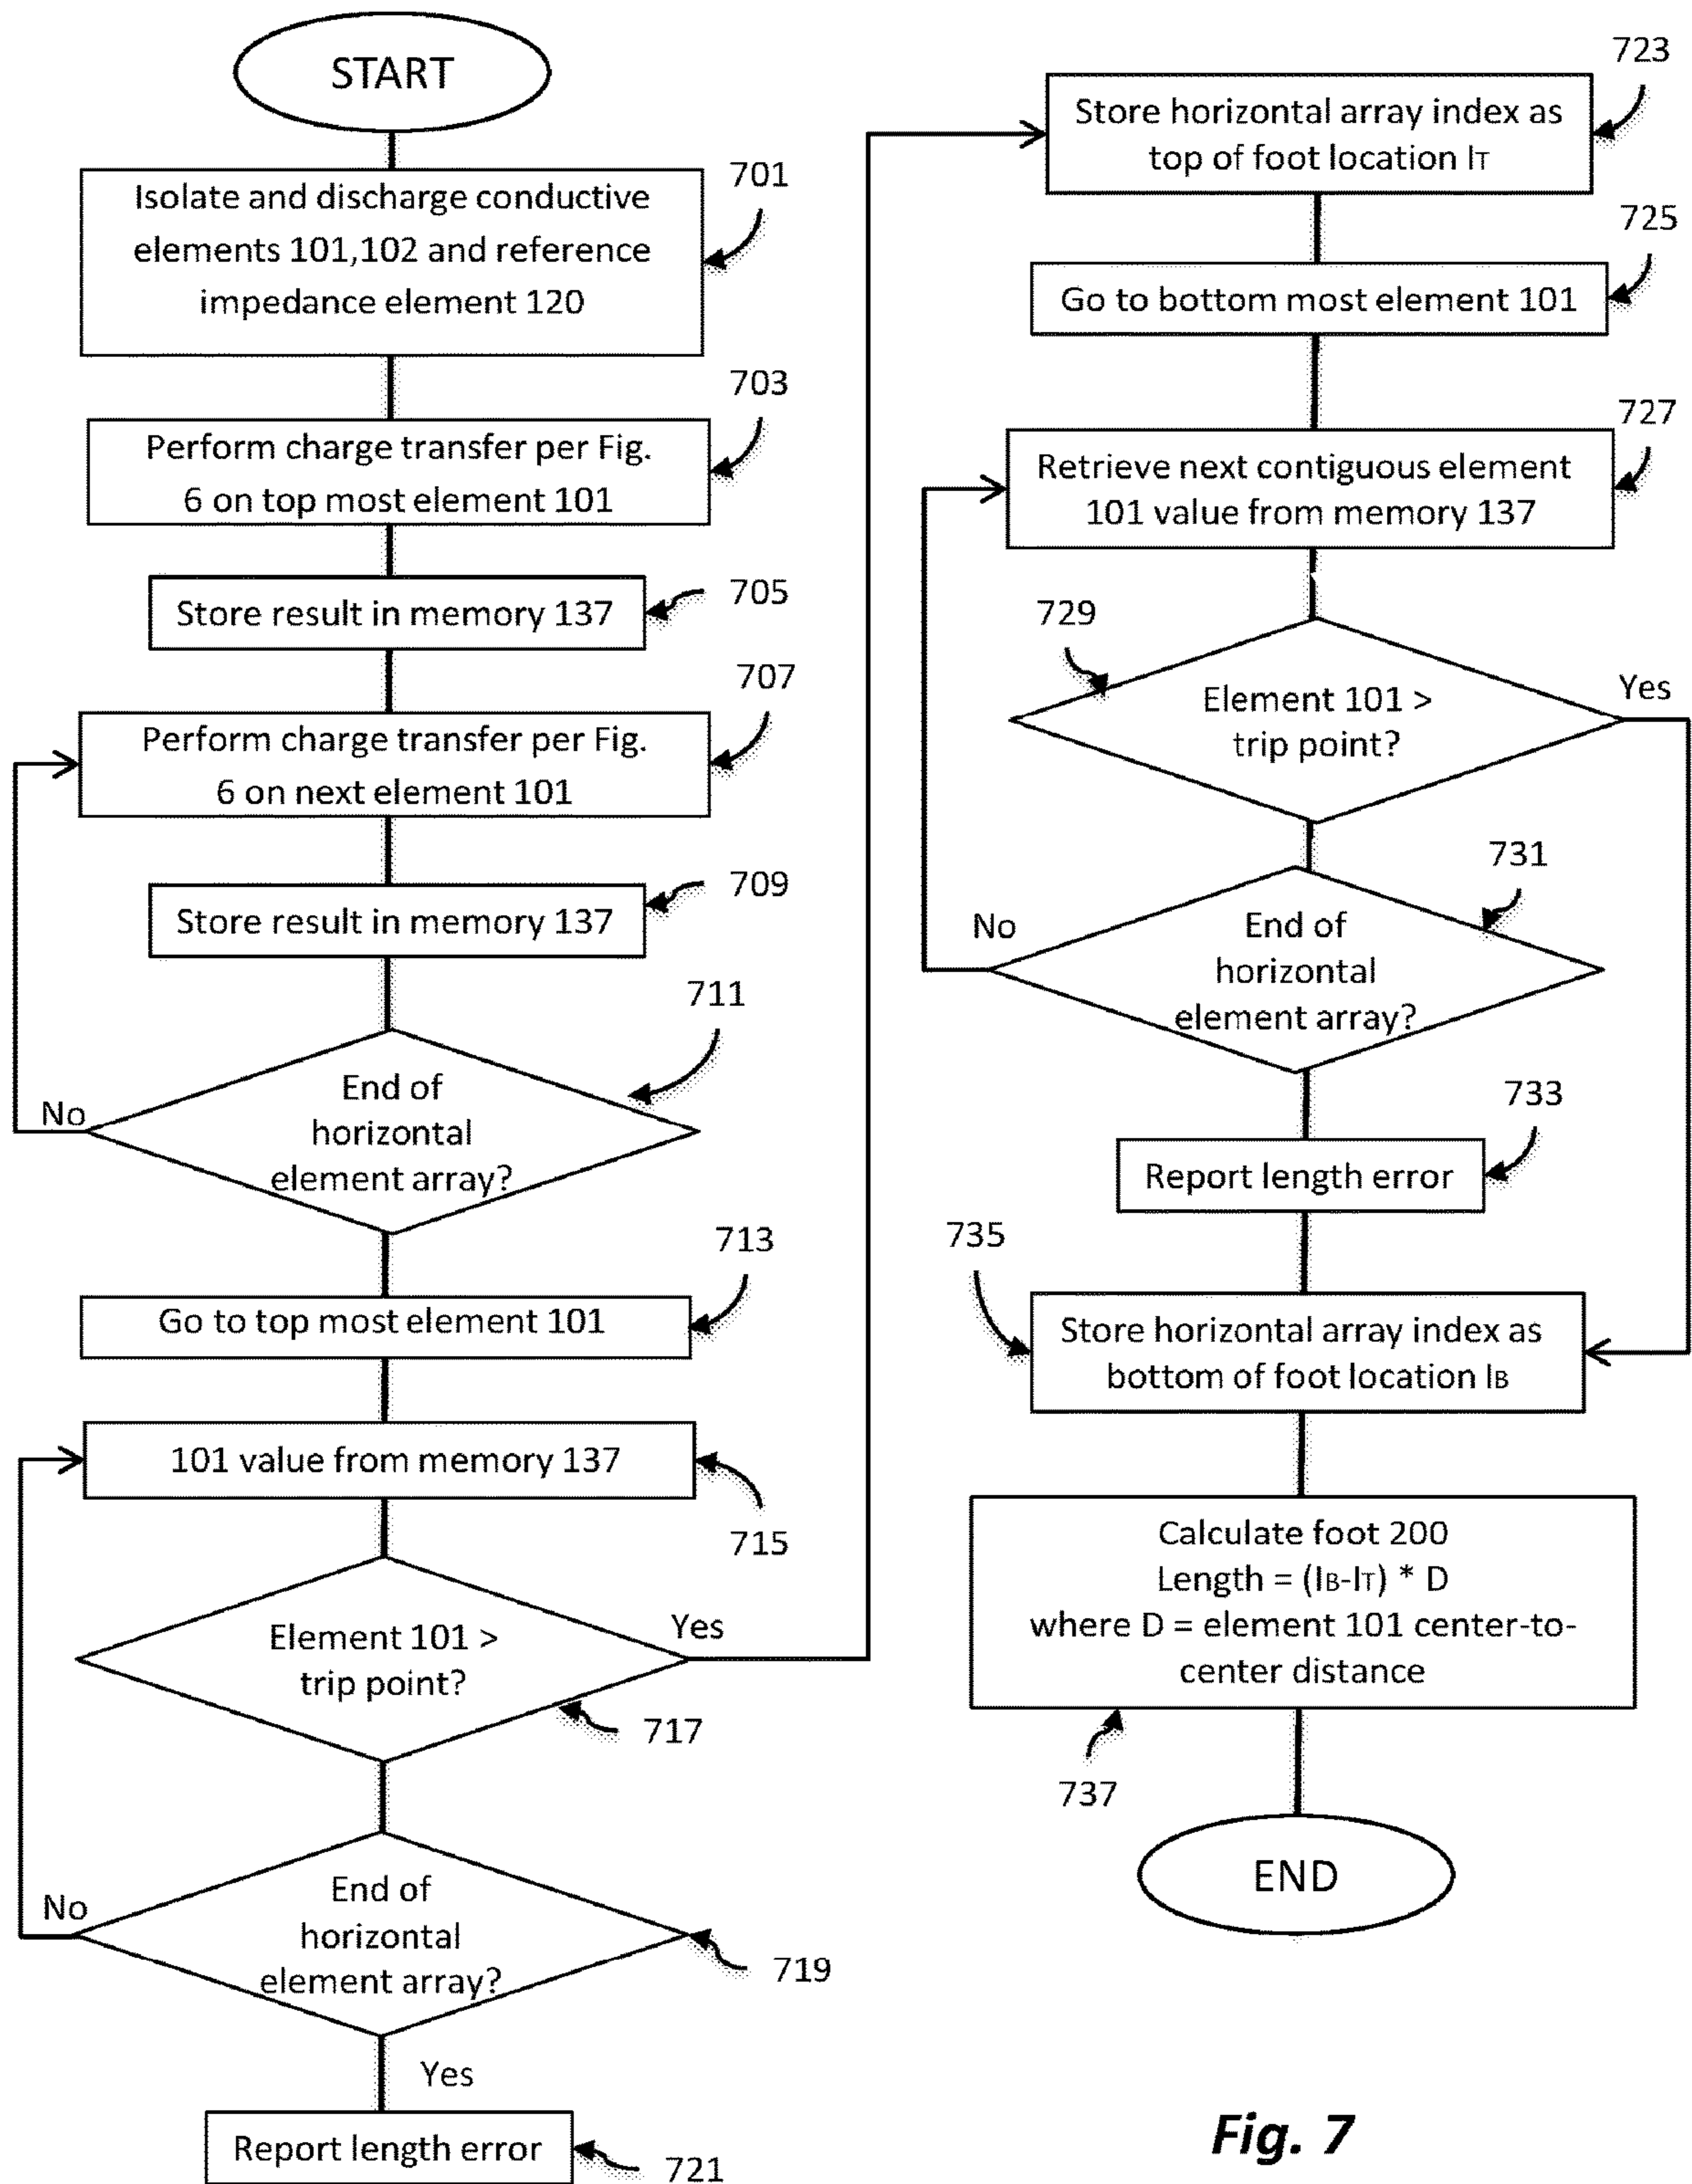 START
701
Isolate and discharge conductive
elements 101,102 and reference
impedance element 120
703
Perform charge transfer per Fig.
6 on top most element 101
705
Store result in memory 137
707
Perform charge transfer per Fig.
6 on next element 101
709
Store result in memory 137
711
End of
horizontal
element array?
No
713
Go to top most element 101
101 value from memory 137
715
Element 101 >
trip point?
Yes
717
End of
horizontal
element array?
No
719
Yes
Report length error
721
723
Store horizontal array index as
top of foot location IT
725
Go to bottom most element 101
727
Retrieve next contiguous element
101 value from memory 137
729
Element 101 >
trip point?
Yes
731
End of
horizontal
element array?
No
733
Report length error
735
Store horizontal array index as
bottom of foot location IB
Calculate foot 200
Length = (IB-IT) * D
where D = element 101 center-to-
center distance
737
END
Fig. 7